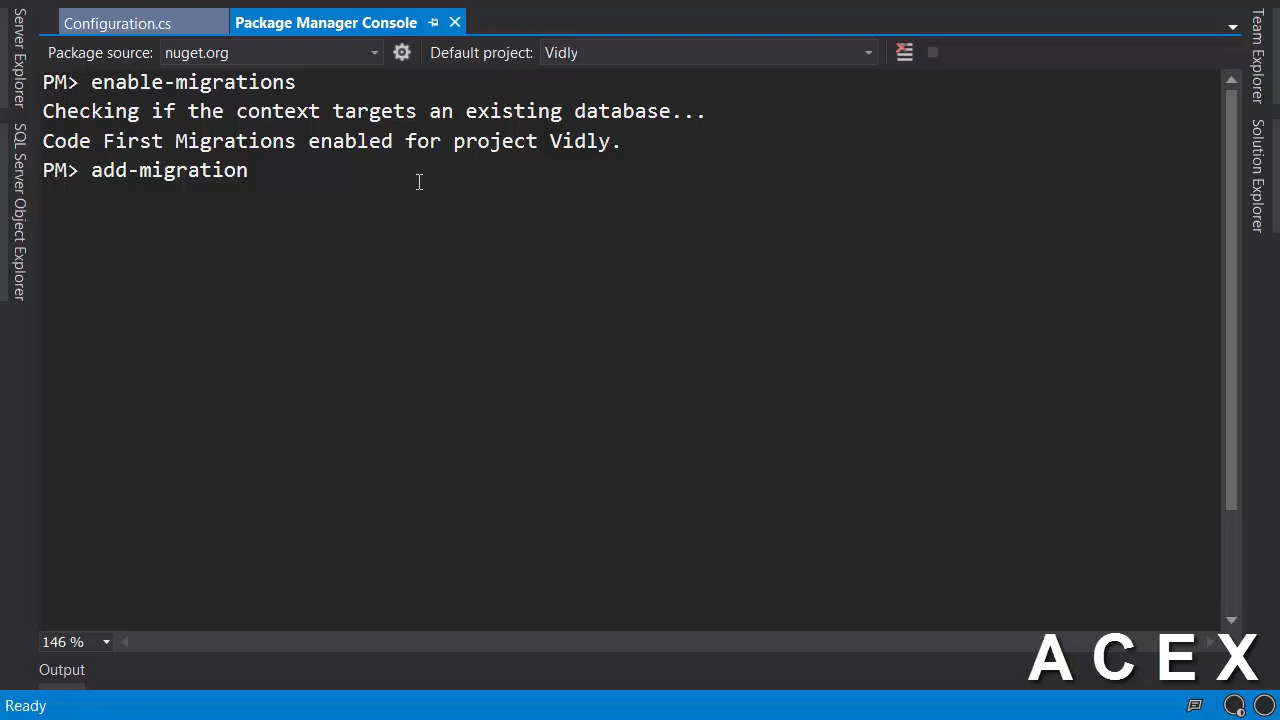 Configuration.cs
Package Manager Console
Package source: nuget.org
Default project: Vidly
PM> enable-migrations
Checking if the context targets an existing database...
Code First Migrations enabled for project Vidly.
PM> add-migration
Server Explorer
SQL Server Object Explorer
Team Explorer
Solution Explorer
146 %
Output
ACEX
Ready